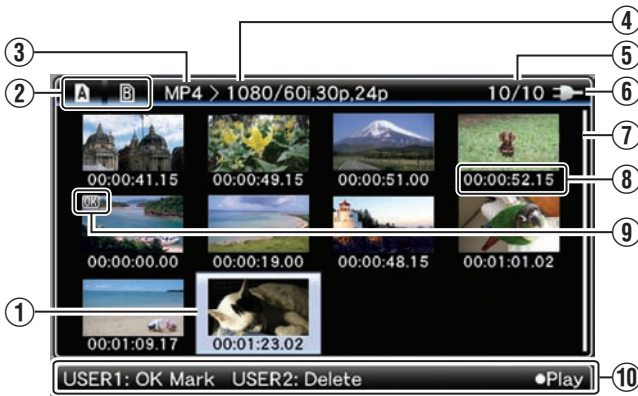 ④
③ ⑤
② A B MP4 > 1080/60i,30p,24p 10/10 ⑥
⑦
00:00:41.15 00:00:49.15 00:00:51.00 00:00:52.15 ⑧
OK ⑨
00:00:00.00 00:00:19.00 00:00:48.15 00:01:01.02
①
00:01:09.17 00:01:23.02
USER1: OK Mark USER2: Delete ●Play ⑩